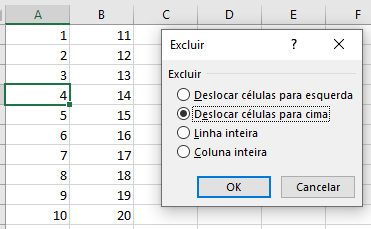 A B C D E F
1 11
2 12
3 13
4 14
5 15
6 16
7 17
8 18
9 19
10 20
Excluir ? ×
Excluir
Deslocar células para esquerda
Deslocar células para cima
Linha inteira
Coluna inteira
OK Cancelar